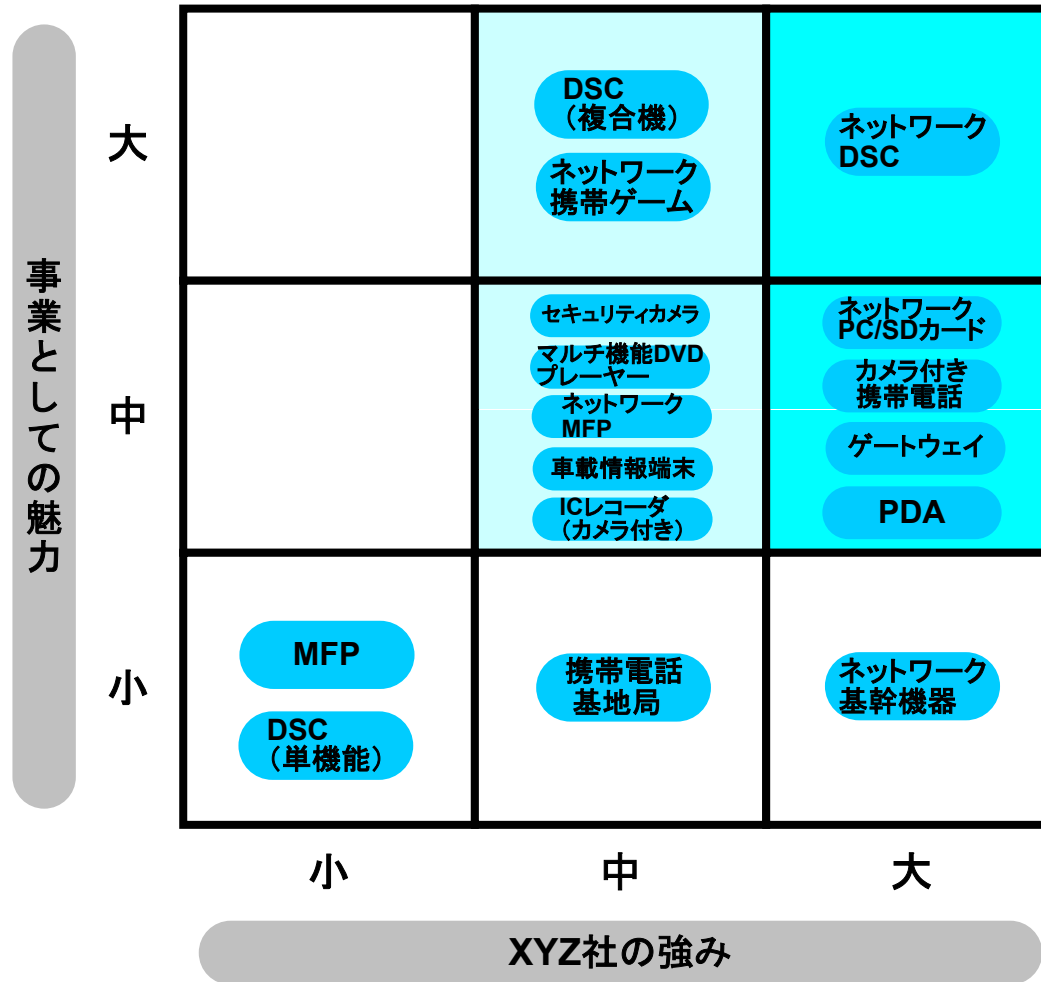 事業としての魅力
大
DSC
（複合機）
ネットワーク
携帯ゲーム
ネットワーク
DSC
中
セキュリティカメラ
マルチ機能DVD
プレーヤー
ネットワーク
MFP
車載情報端末
ICレコーダ
（カメラ付き）
ネットワーク
PC/SDカード
カメラ付き
携帯電話
ゲートウェイ
PDA
小
MFP
DSC
（単機能）
携帯電話
基地局
ネットワーク
基幹機器
小
中
大
XYZ社の強み